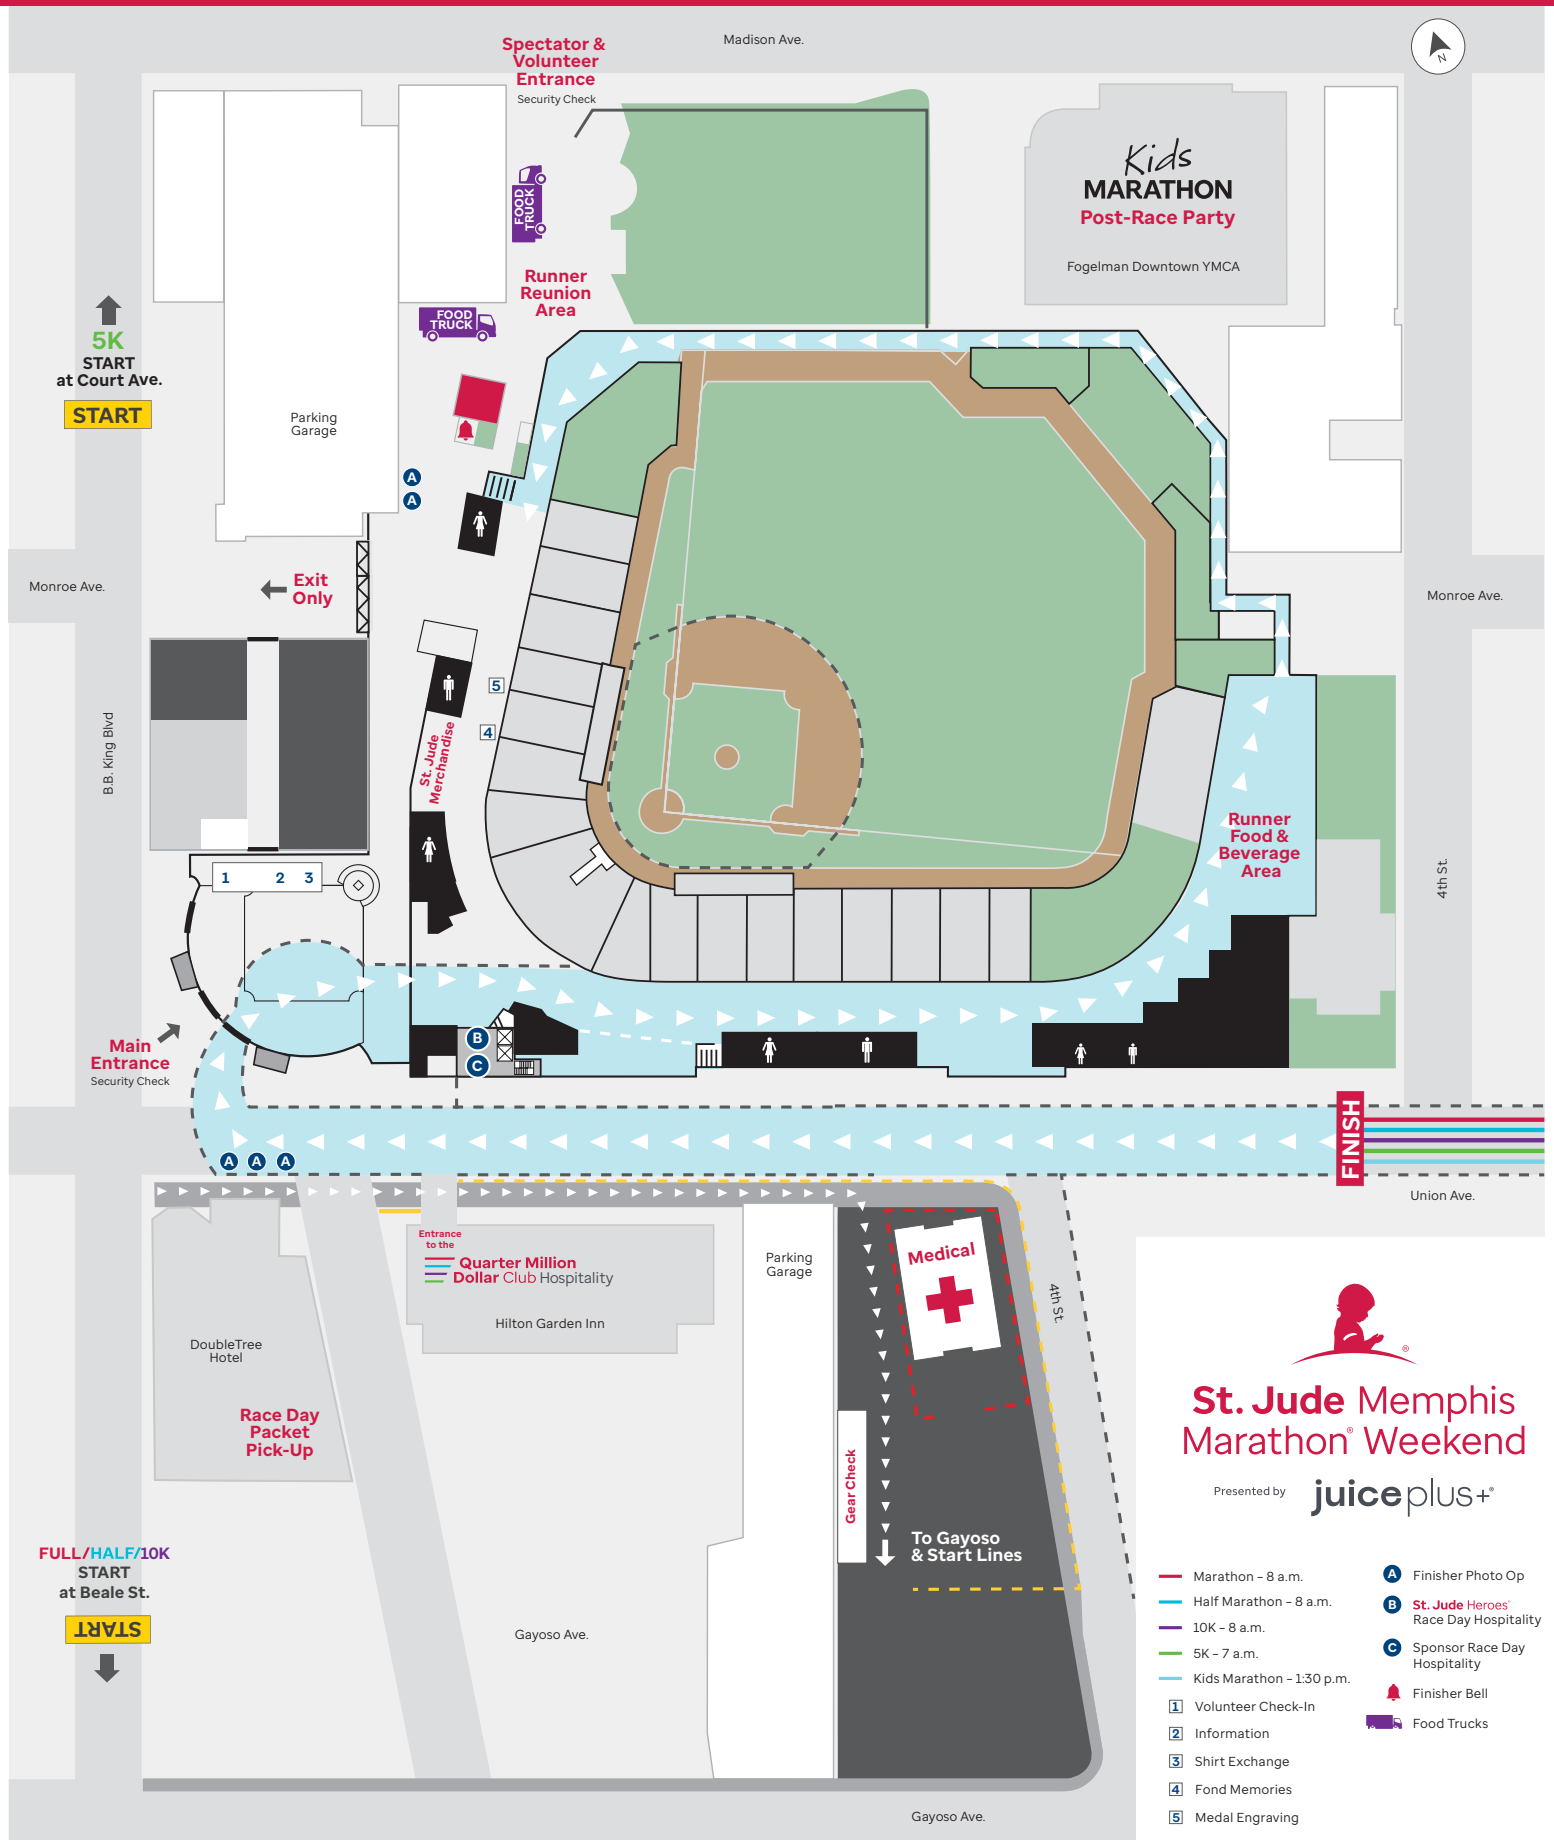 Madison Ave.
N
Spectator &
Volunteer
Entrance
Security Check
FOOD
TRUCK
Kids
MARATHON
Post-Race Party
Fogelman Downtown YMCA
Runner
Reunion
Area
FOOD
TRUCK
5K
START
at Court Ave.
START
Parking
Garage
A
A
Exit
Only
Monroe Ave.
Monroe Ave.
5
4
St. Jude
Merchandise
B.B. King Blvd
Runner
Food &
Beverage
Area
4th St.
1 2 3
Main
Entrance
Security Check
B
C
FINISH
A A A
Union Ave.
Entrance
to the
Quarter Million
Dollar Club Hospitality
Hilton Garden Inn
Parking
Garage
Medical
4th St.
DoubleTree
Hotel
Race Day
Packet
Pick-Up
Gear Check
To Gayoso
& Start Lines
FULL/HALF/10K
START
at Beale St.
START
Gayoso Ave.
Gayoso Ave.
®
St. Jude Memphis
Marathon® Weekend
Presented by juice plus+®
Marathon – 8 a.m.
Half Marathon – 8 a.m.
10K – 8 a.m.
5K – 7 a.m.
Kids Marathon – 1:30 p.m.
1 Volunteer Check-In
2 Information
3 Shirt Exchange
4 Fond Memories
5 Medal Engraving
A Finisher Photo Op
B St. Jude Heroes®
Race Day Hospitality
C Sponsor Race Day
Hospitality
Finisher Bell
Food Trucks